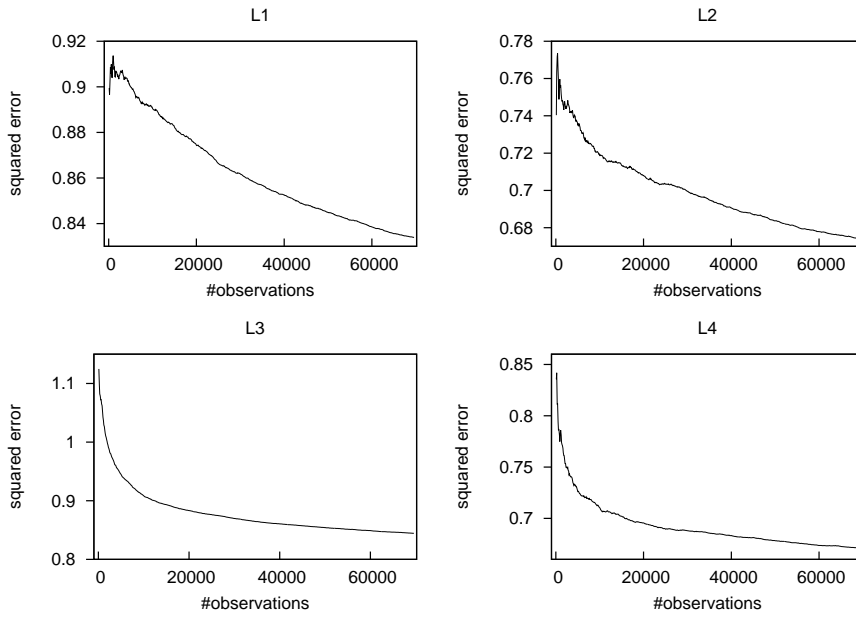 L1
0.92
0.9
0.88
0.86
0.84
squared error
0 20000 40000 60000
#observations
L2
0.78
0.76
0.74
0.72
0.7
0.68
squared error
0 20000 40000 60000
#observations
L3
1.1
1
0.9
0.8
squared error
0 20000 40000 60000
#observations
L4
0.85
0.8
0.75
0.7
squared error
0 20000 40000 60000
#observations